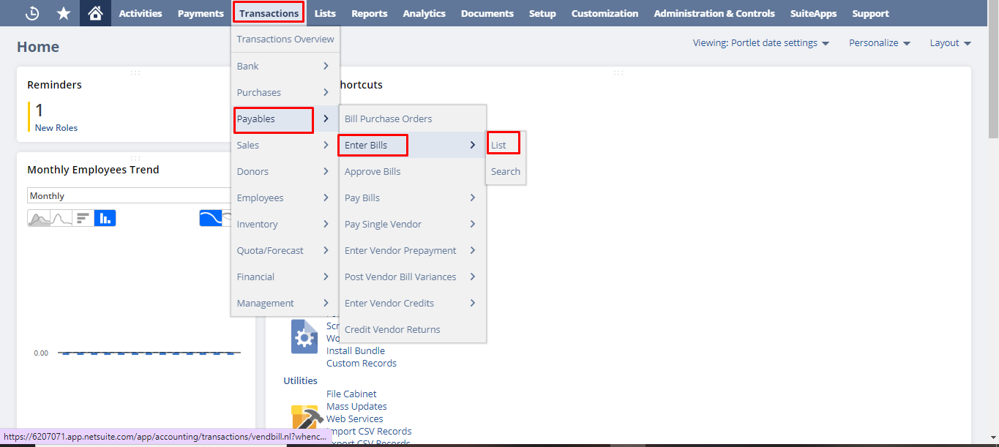 Activities Payments Transactions Lists Reports Analytics Documents Setup Customization Administration & Controls SuiteApps Support
Home
Viewing: Portlet date settings Personalize Layout
Transactions Overview
Bank
Purchases
Payables
Sales
Donors
Employees
Inventory
Quota/Forecast
Financial
Management
Bill Purchase Orders
Enter Bills
Approve Bills
Pay Bills
Pay Single Vendor
Enter Vendor Prepayment
Post Vendor Bill Variances
Enter Vendor Credits
Credit Vendor Returns
List
Search
Reminders
1
New Roles
Monthly Employees Trend
Monthly
0.00
hortcuts
Scr
Wo
Install Bundle
Custom Records
Utilities
File Cabinet
Mass Updates
Web Services
mport CSV Records
Export CSV Records
https://6207071.app.netsuite.com/app/accounting/transactions/vendbill.nl?whenc...